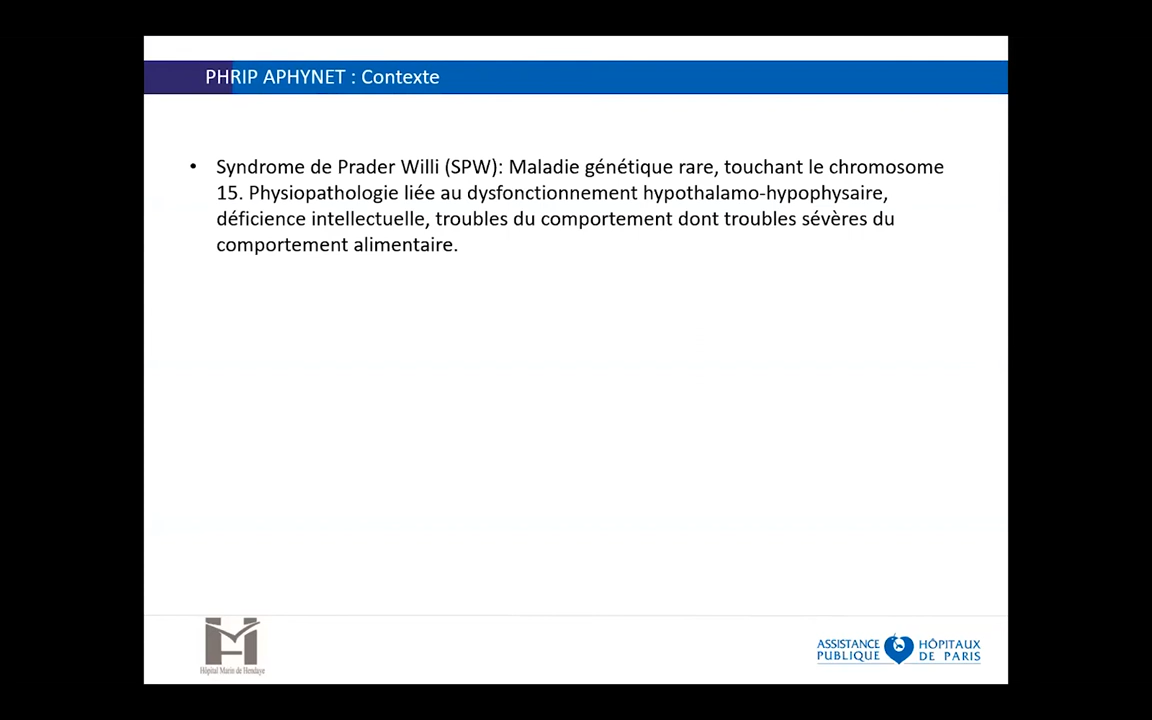 PHRIP APHYNET : Contexte
• Syndrome de Prader Willi (SPW): Maladie génétique rare, touchant le chromosome
15. Physiopathologie liée au dysfonctionnement hypothalamo-hypophysaire,
déficience intellectuelle, troubles du comportement dont troubles sévères du
comportement alimentaire.
Hôpital Marin de Hendaye
ASSISTANCE HÔPITAUX
PUBLIQUE DE PARIS